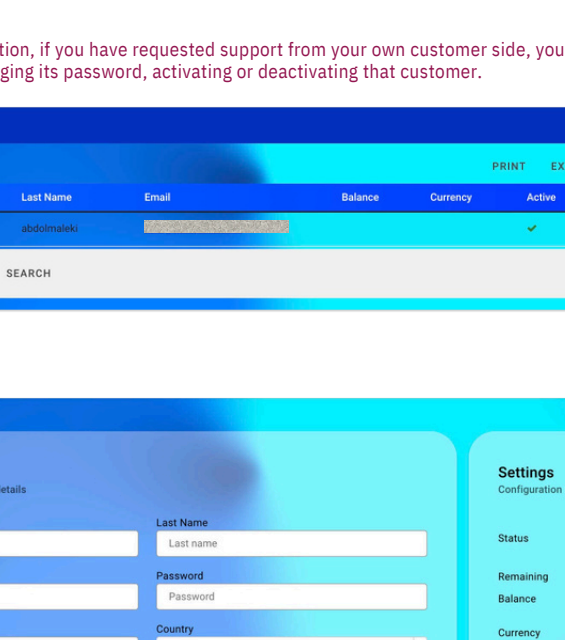 tion, if you have requested support from your own customer side, you
ging its password, activating or deactivating that customer.
PRINT EX
Last Name Email Balance Currency Active
abdolmaleki
SEARCH
Settings
Configuration
etails
Last Name
Status
Last name
Password
Remaining
Balance
Password
Country
Currency